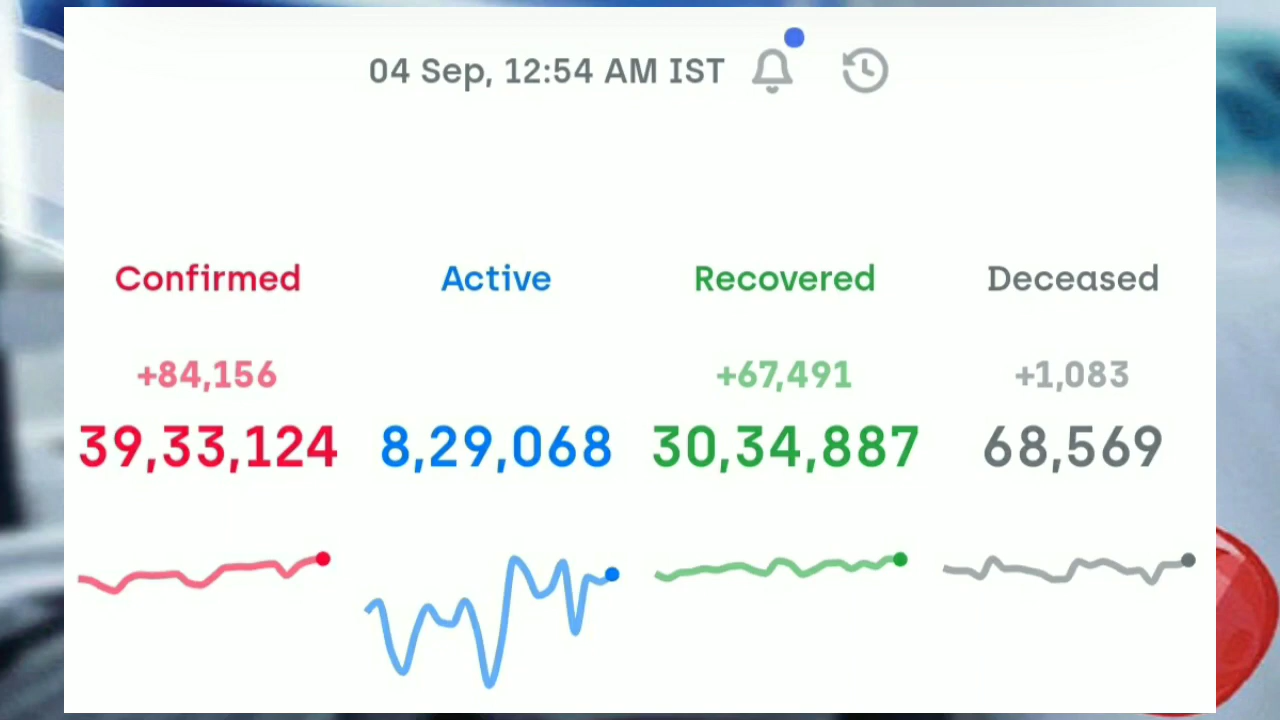 04 Sep, 12:54 AM IST
Confirmed Active Recovered Deceased
+84,156 +67,491 +1,083
39,33,124 8,29,068 30,34,887 68,569